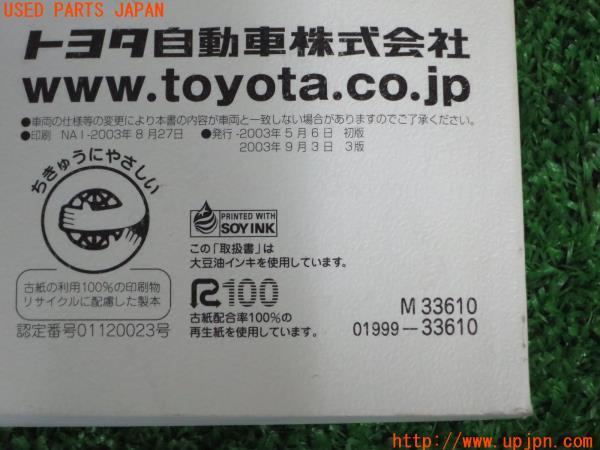 USED PARTS JAPAN
トヨタ自動車株式会社
www.toyota.co.jp
●車両の仕様等の変更により本書の内容が車両と一致しない場合がありますのでご了承ください。
●印刷 NAI-2003年8月27日 ●発行-2003年5月6日 初版
2003年9月3日 3版
ちきゅうにやさしい
古紙の利用100%の印刷物
リサイクルに配慮した製本
認定番号01120023号
PRINTED WITH
SOY INK
この「取扱書」は
大豆油インキを使用しています。
R100
古紙配合率100%の
再生紙を使用しています。
M 33610
01999-33610
http://www.upjpn.com/